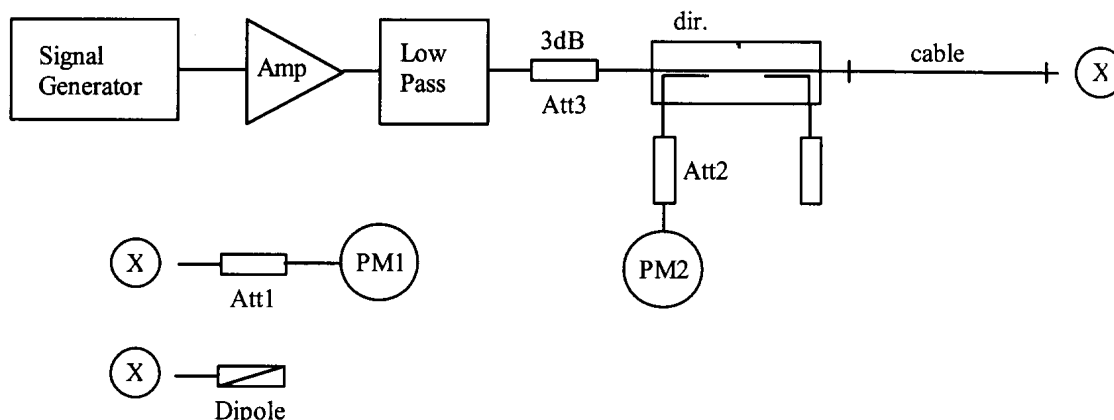 Signal
Generator
Amp
Low
Pass
3dB
Att3
dir.
cable
X
Att2
PM2
X
Att1
PM1
X
Dipole